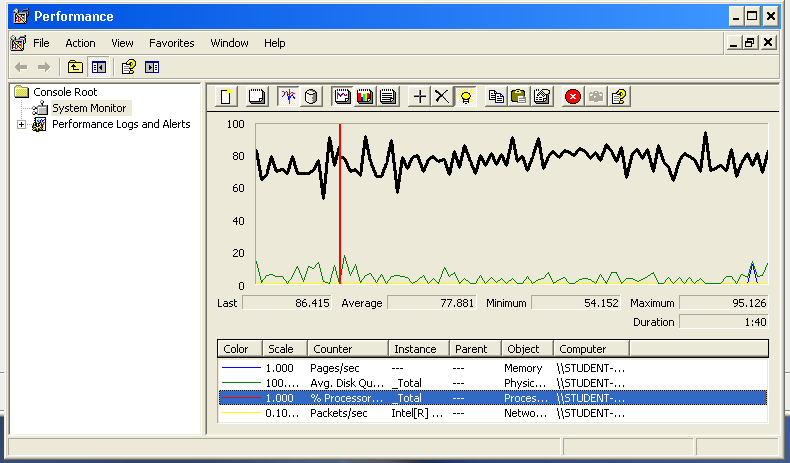 Performance
File Action View Favorites Window Help
Console Root
System Monitor
Performance Logs and Alerts
100
80
60
40
20
0
Last 86.415 Average 77.881 Minimum 54.152 Maximum 95.126
Duration 1:40
Color Scale Counter Instance Parent Object Computer
1.000 Pages/sec --- --- Memory \\STUDENT-...
100.... Avg. Disk Qu... _Total --- Physic... \\STUDENT-...
1.000 % Processor... _Total --- Proces... \\STUDENT-...
0.10... Packets/sec Intel[R] ... --- Netwo... \\STUDENT-...